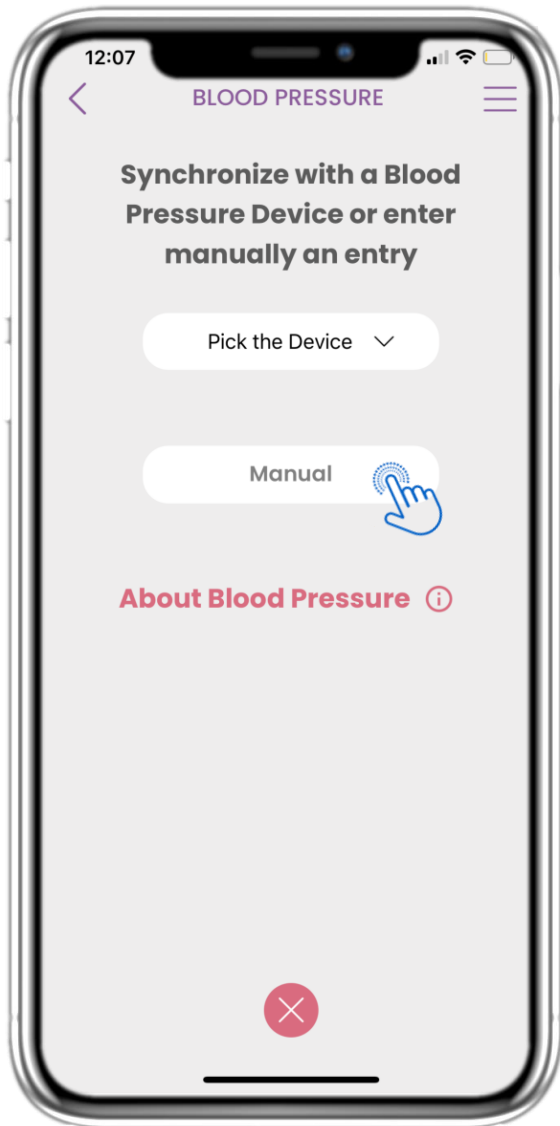 12:07
BLOOD PRESSURE
Synchronize with a Blood
Pressure Device or enter
manually an entry
Pick the Device
Manual
About Blood Pressure